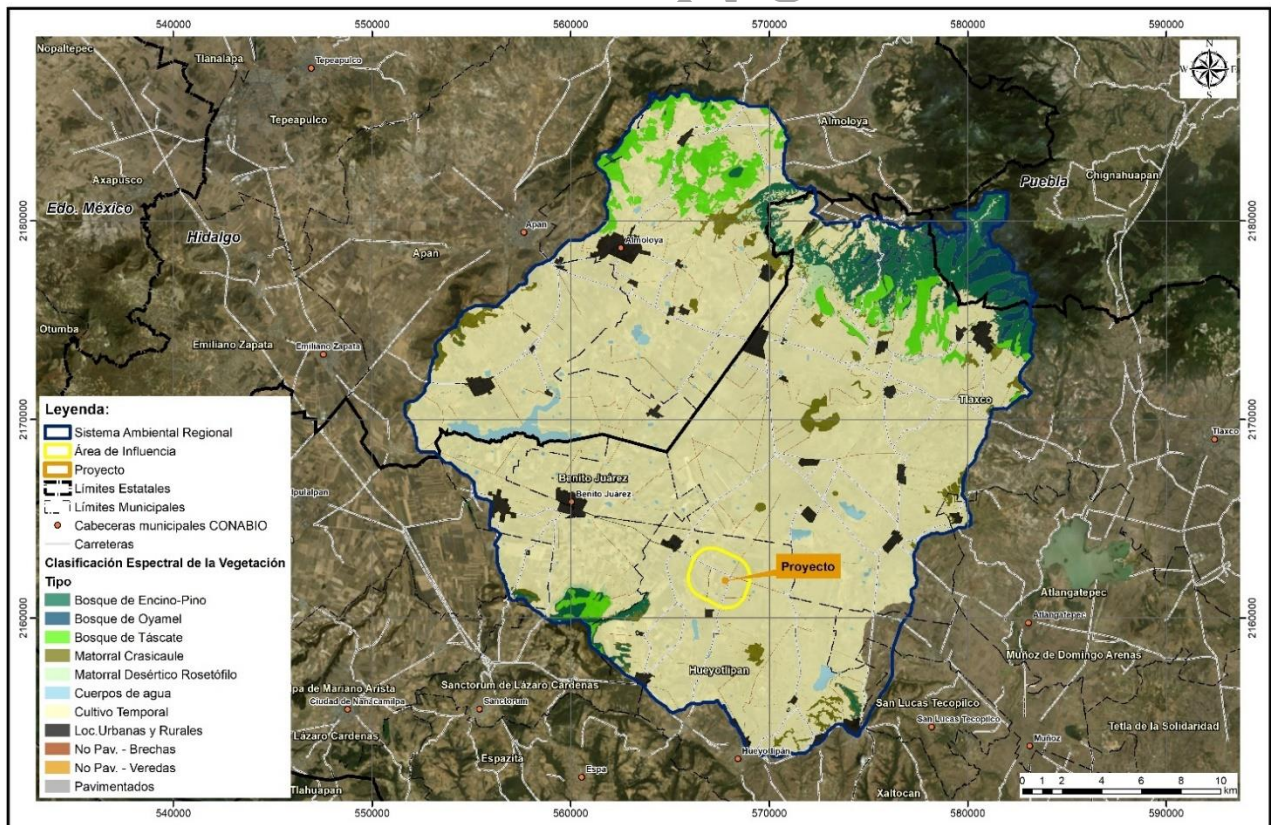 540000 550000 560000 570000 580000 590000
Nopaltepec
Tlanalapa
Tepeapulco
Tepeapulco
Almoloya
Axapusco
Edo. México
Hidalgo
Puebla
Chignahuapan
2180000
2180000
Apan
Apan
Almoloya
Otumba
Emiliano Zapata
Emiliano Zapata
Tlaxco
Tlaxco
2170000
2170000
Leyenda:
Sistema Ambiental Regional
Área de Influencia
Proyecto
Límites Estatales
Límites Municipales
Cabeceras municipales CONABIO
Carreteras
Clasificación Espectral de la Vegetación
Tipo
Bosque de Encino-Pino
Bosque de Oyamel
Bosque de Táscate
Matorral Crasicaule
Matorral Desértico Rosetófilo
Cuerpos de agua
Cultivo Temporal
Loc.Urbanas y Rurales
No Pav. - Brechas
No Pav. - Veredas
Pavimentados
Benito Juárez
Benito Juárez
Proyecto
Atlangatepec
Atlangatepec
2160000
2160000
Muñoz de Domingo Arenas
Hueyotlipan
Sanctorum de Lázaro Cárdenas
pa de Mariano Arista
Ciudad de Nanacamilpa
Sanctorum
San Lucas Tecopilco
San Lucas Tecopilco
Tetla de la Solidaridad
Lázaro Cárdenas
Espazita
Hueyotlipan
Muñoz
Espa
Tlahuapan
Xaltocan
N
W E
S
0 1 2 4 6 8 10
km
540000 550000 560000 570000 580000 590000